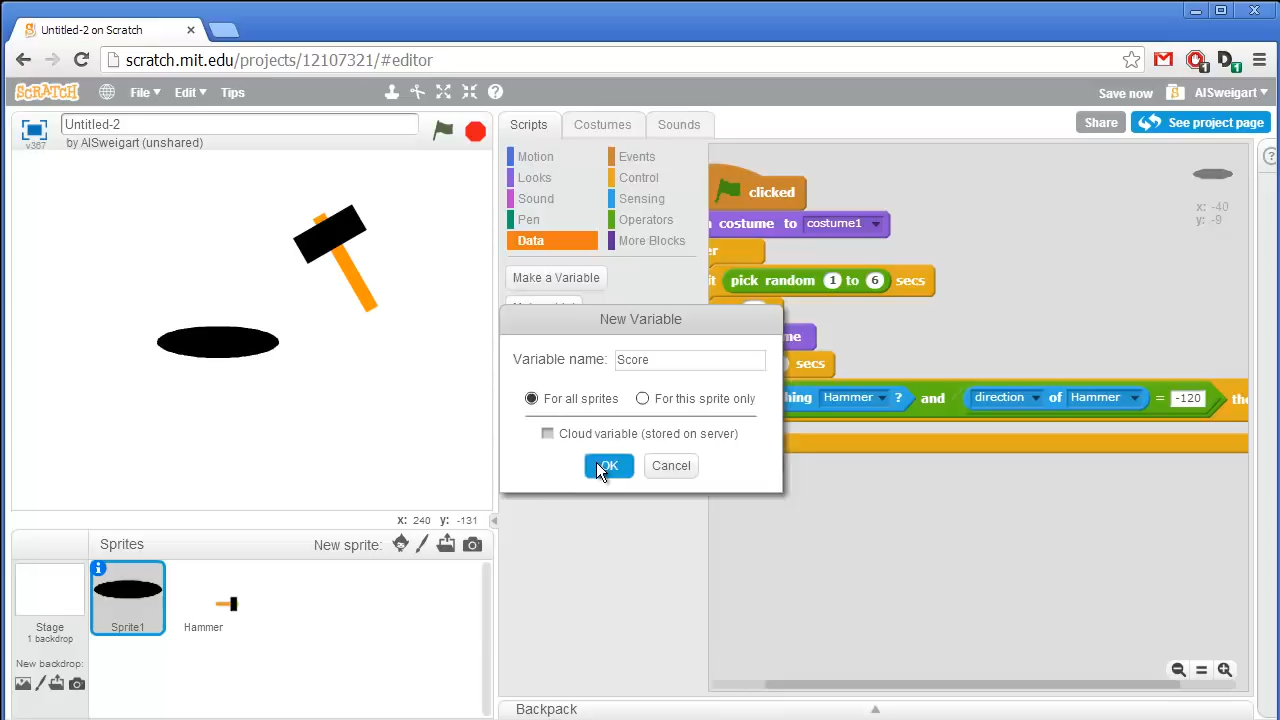 Untitled-2 on Scratch
scratch.mit.edu/projects/12107321/#editor
1
D
1
SCRATCH
File
Edit
Tips
Save now
AlSweigart
Untitled-2
by AlSweigart (unshared)
v367
Scripts
Costumes
Sounds
Share
See project page
Motion
Looks
Sound
Pen
Data
Events
Control
Sensing
Operators
More Blocks
Make a Variable
clicked
costume to costume1
pick random 1 to 6 secs
me
secs
Hammer ? and direction of Hammer = -120
x: -40
y: -9
New Variable
Variable name: Score
For all sprites
For this sprite only
Cloud variable (stored on server)
OK
Cancel
x: 240 y: -131
Sprites
New sprite:
Stage
1 backdrop
New backdrop:
Sprite1
Hammer
Backpack